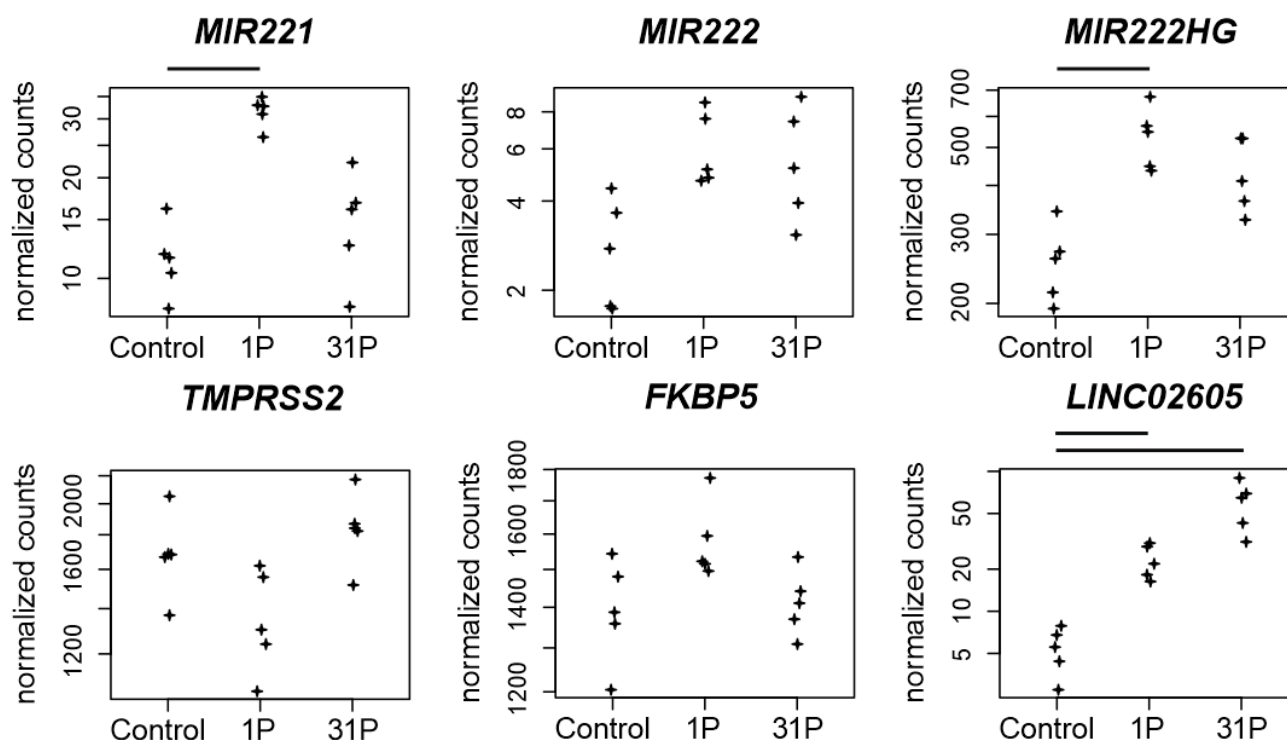 MIR221 MIR222 MIR222HG
normalized counts
30
20
15
10
Control 1P 31P
normalized counts
8
6
4
2
Control 1P 31P
normalized counts
700
500
300
200
Control 1P 31P
TMPRSS2 FKBP5 LINC02605
normalized counts
2000
1600
1200
Control 1P 31P
normalized counts
1800
1600
1400
1200
Control 1P 31P
normalized counts
50
20
10
5
Control 1P 31P